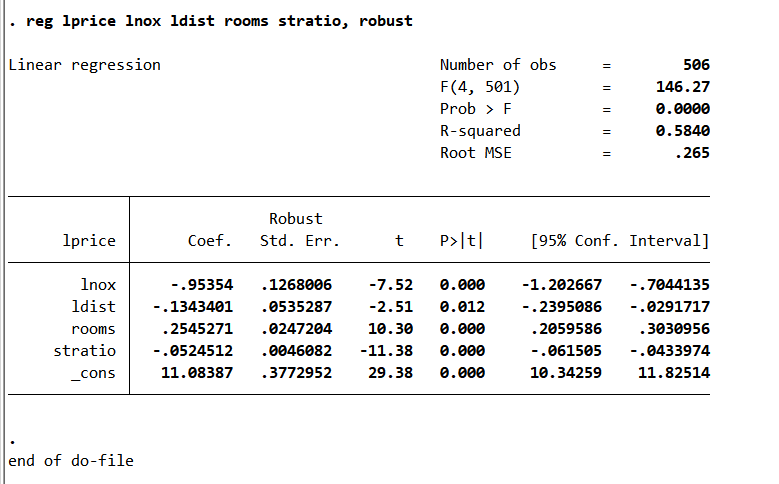 . reg lprice lnox ldist rooms stratio, robust
Linear regression Number of obs = 506
F(4, 501) = 146.27
Prob > F = 0.0000
R-squared = 0.5840
Root MSE = .265
Robust
lprice Coef. Std. Err. t P>|t| [95% Conf. Interval]
lnox -.95354 .1268006 -7.52 0.000 -1.202667 -.7044135
ldist -.1343401 .0535287 -2.51 0.012 -.2395086 -.0291717
rooms .2545271 .0247204 10.30 0.000 .2059586 .3030956
stratio -.0524512 .0046082 -11.38 0.000 -.061505 -.0433974
_cons 11.08387 .3772952 29.38 0.000 10.34259 11.82514
.
end of do-file